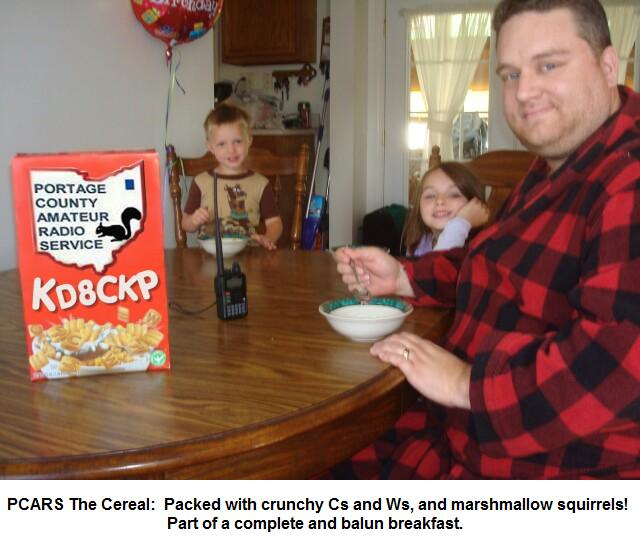 Birthday
PORTAGE
COUNTY
AMATEUR
RADIO
SERVICE
KD8CKP
PCARS The Cereal:  Packed with crunchy Cs and Ws, and marshmallow squirrels!
Part of a complete and balun breakfast.